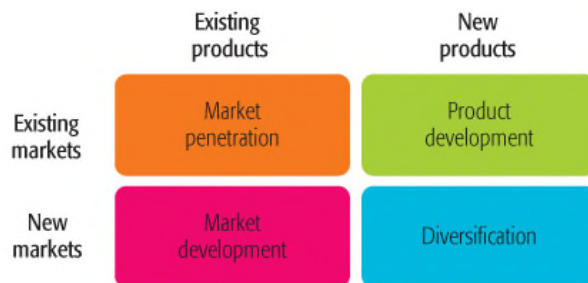 Existing
products
New
products
Existing
markets
Market
penetration
Product
development
New
markets
Market
development
Diversification